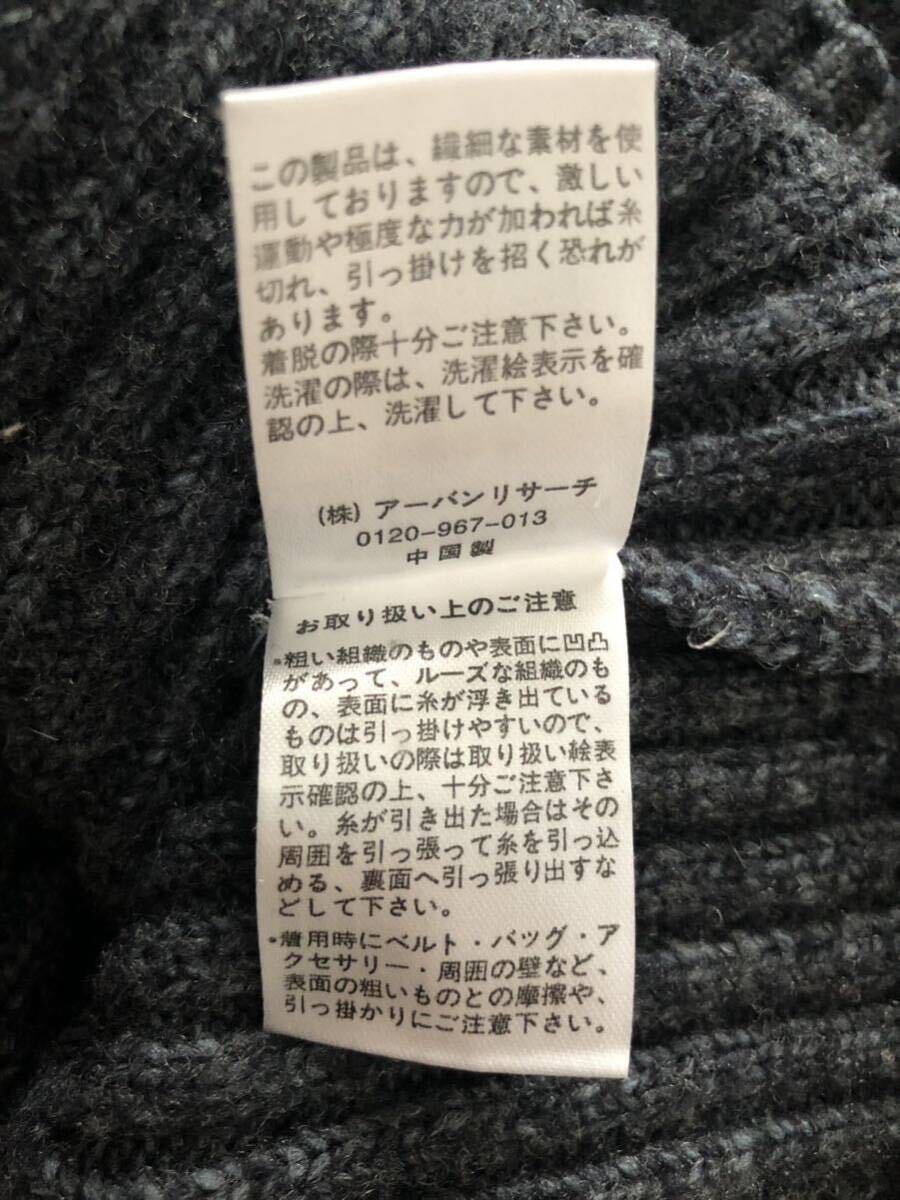 この製品は、繊細な素材を使
用しておりますので、激しい
運動や極度な力が加われば糸
切れ、引っ掛けを招く恐れが
あります。
着脱の際十分ご注意下さい。
洗濯の際は、洗濯絵表示を確
認の上、洗濯して下さい。
(株) アーバンリサーチ
0120-967-013
中国製
お取り扱い上のご注意
*粗い組織のものや表面に凹凸
があって、ルーズな組織のも
の、表面に糸が浮き出ている
ものは引っ掛けやすいので、
取り扱いの際は取り扱い絵表
示確認の上、十分ご注意下さ
い。糸が引き出た場合はその
周囲を引っ張って糸を引っ込
める、裏面へ引っ張り出すな
どして下さい。
*着用時にベルト・バッグ・ア
クセサリー・周囲の壁など、
表面の粗いものとの摩擦や、
引っ掛かりにご注意下さい。